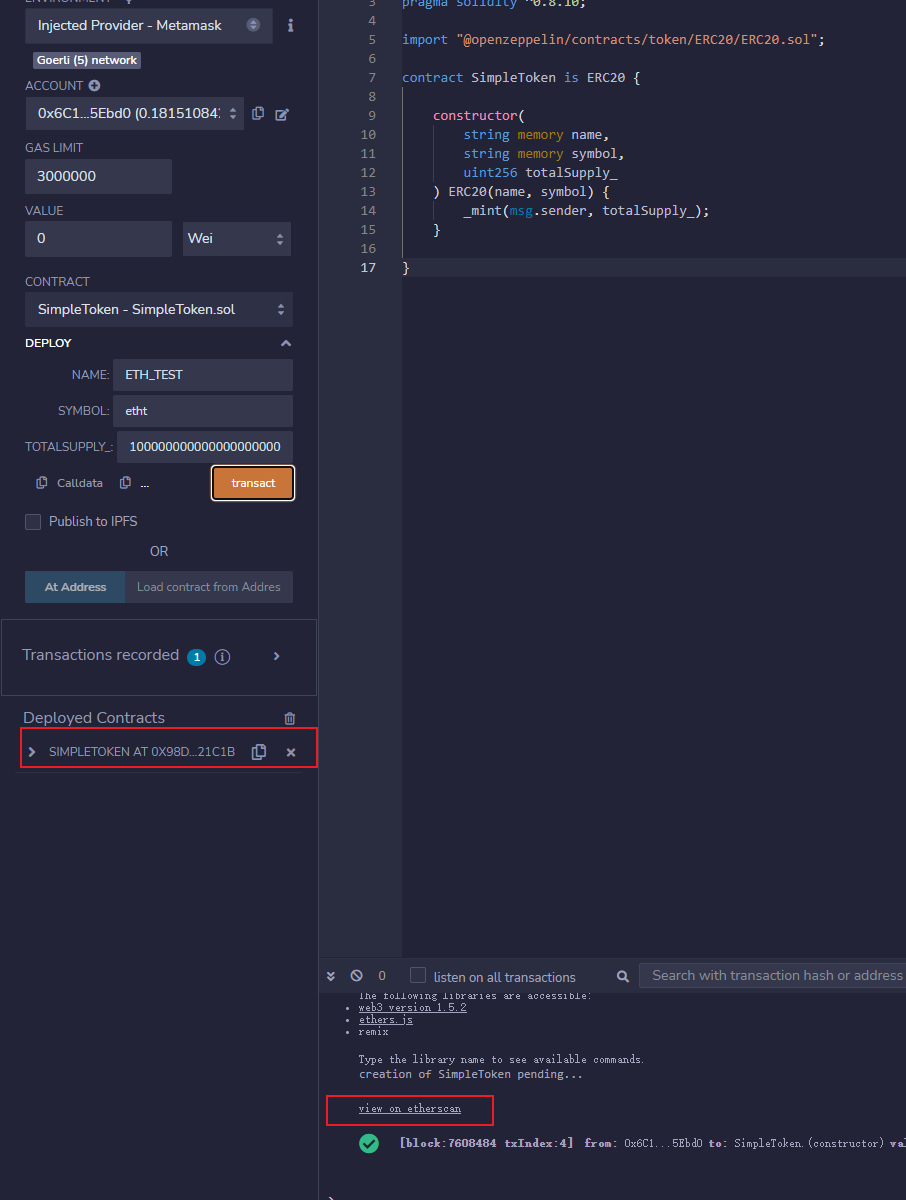 ENVIRONMENT
Injected Provider - Metamask
Goerli (5) network
ACCOUNT
0x6C1...5Ebd0 (0.18151084
GAS LIMIT
3000000
VALUE
0
Wei
CONTRACT
SimpleToken - SimpleToken.sol
DEPLOY
NAME: ETH_TEST
SYMBOL: etht
TOTALSUPPLY_: 100000000000000000000
Calldata
...
transact
Publish to IPFS
OR
At Address
Load contract from Addres
Transactions recorded 1
Deployed Contracts
SIMPLETOKEN AT 0X98D...21C1B
3 pragma solidity ^0.8.10;
4
5 import "@openzeppelin/contracts/token/ERC20/ERC20.sol";
6
7 contract SimpleToken is ERC20 {
8
9 constructor(
10 string memory name,
11 string memory symbol,
12 uint256 totalSupply_
13 ) ERC20(name, symbol) {
14 _mint(msg.sender, totalSupply_);
15 }
16
17 }
0
listen on all transactions
Search with transaction hash or address
The following libraries are accessible:
web3 version 1.5.2
ethers.js
remix
Type the library name to see available commands.
creation of SimpleToken pending...
view on etherscan
[block:7608484 txIndex:4] from: 0x6C1...5Ebd0 to: SimpleToken.(constructor) val
>